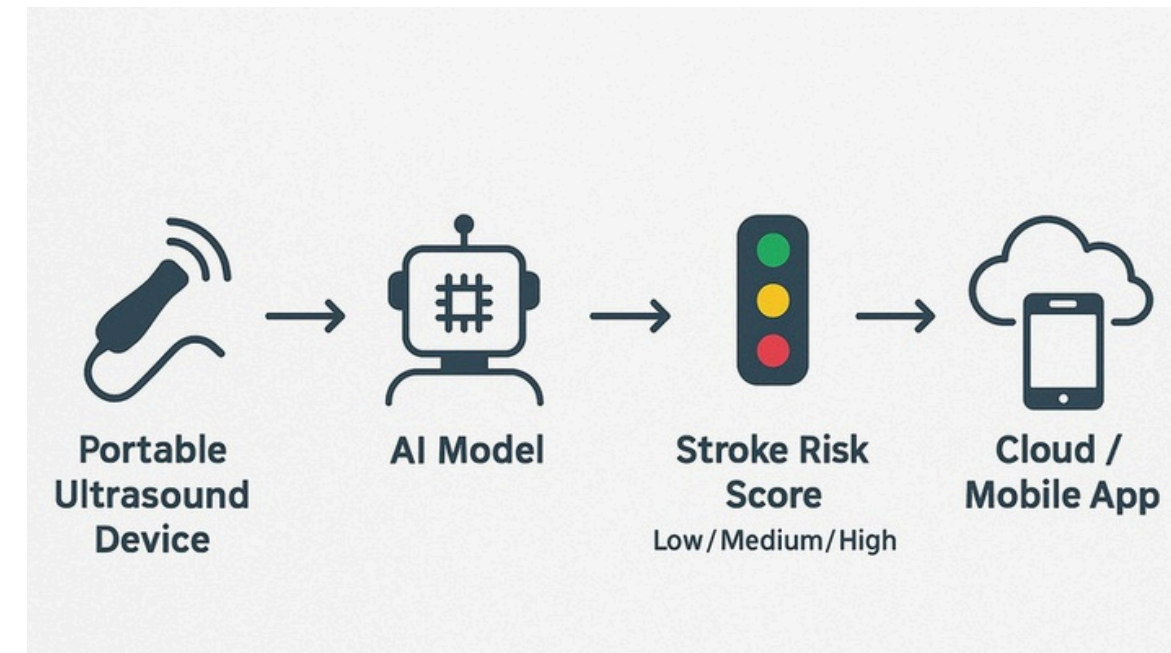 Portable
Ultrasound
Device
AI Model
Stroke Risk
Score
Low/Medium/High
Cloud /
Mobile App